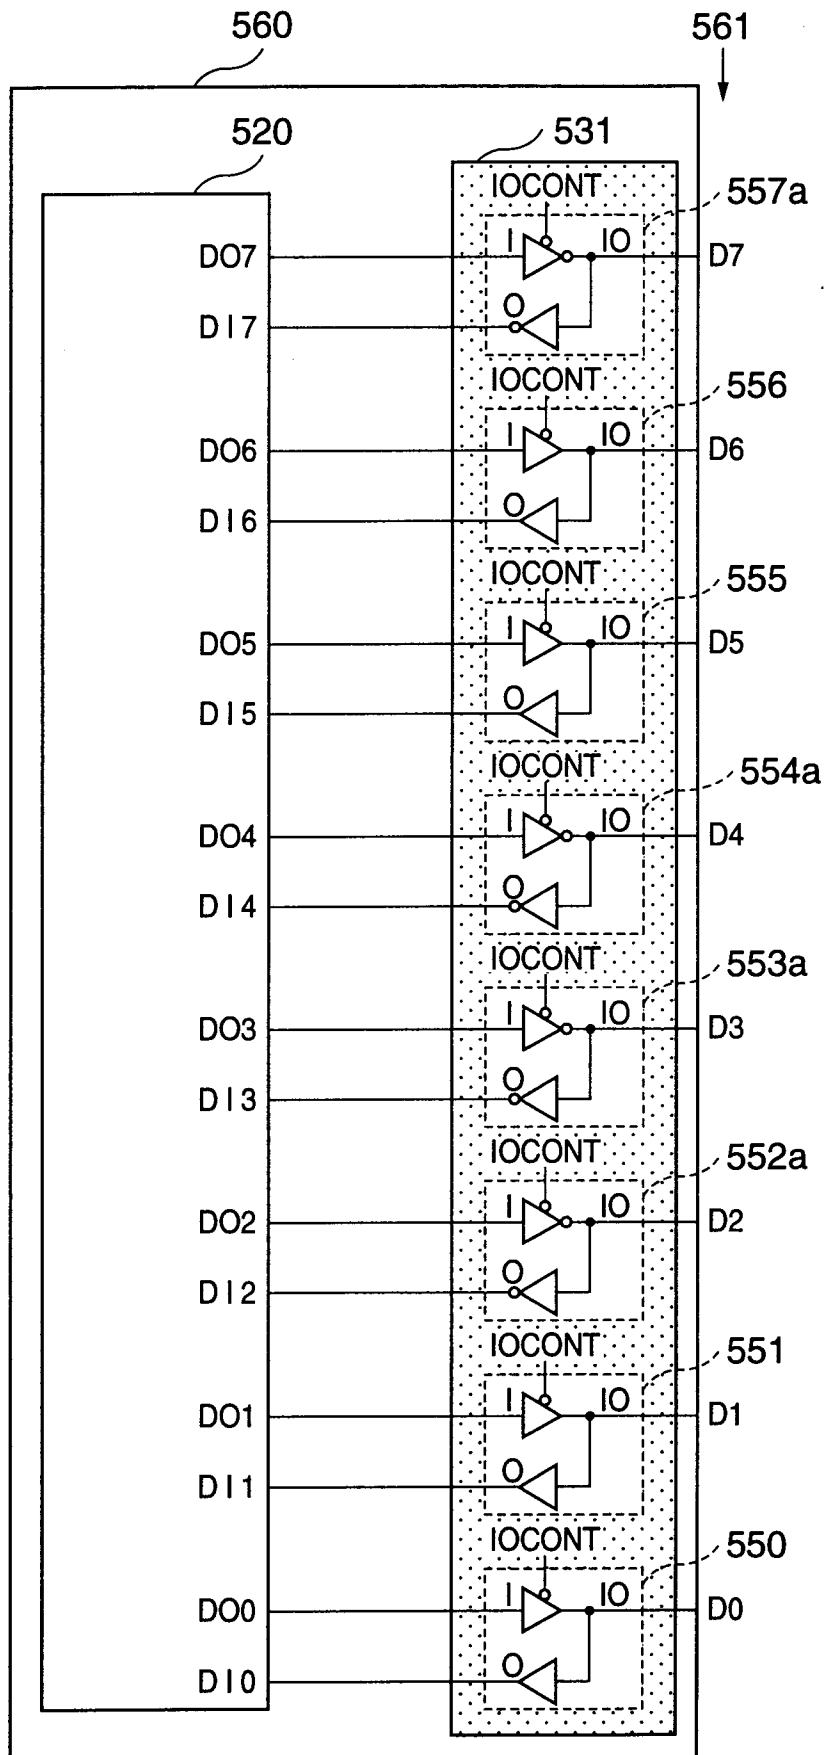 560
561
520
531
IOCONT
557a
DO7
I
IO
D7
DI7
O
IOCONT
556
DO6
I
IO
D6
DI6
O
IOCONT
555
DO5
I
IO
D5
DI5
O
IOCONT
554a
DO4
I
IO
D4
DI4
O
IOCONT
553a
DO3
I
IO
D3
DI3
O
IOCONT
552a
DO2
I
IO
D2
DI2
O
IOCONT
551
DO1
I
IO
D1
DI1
O
IOCONT
550
DO0
I
IO
D0
DI0
O